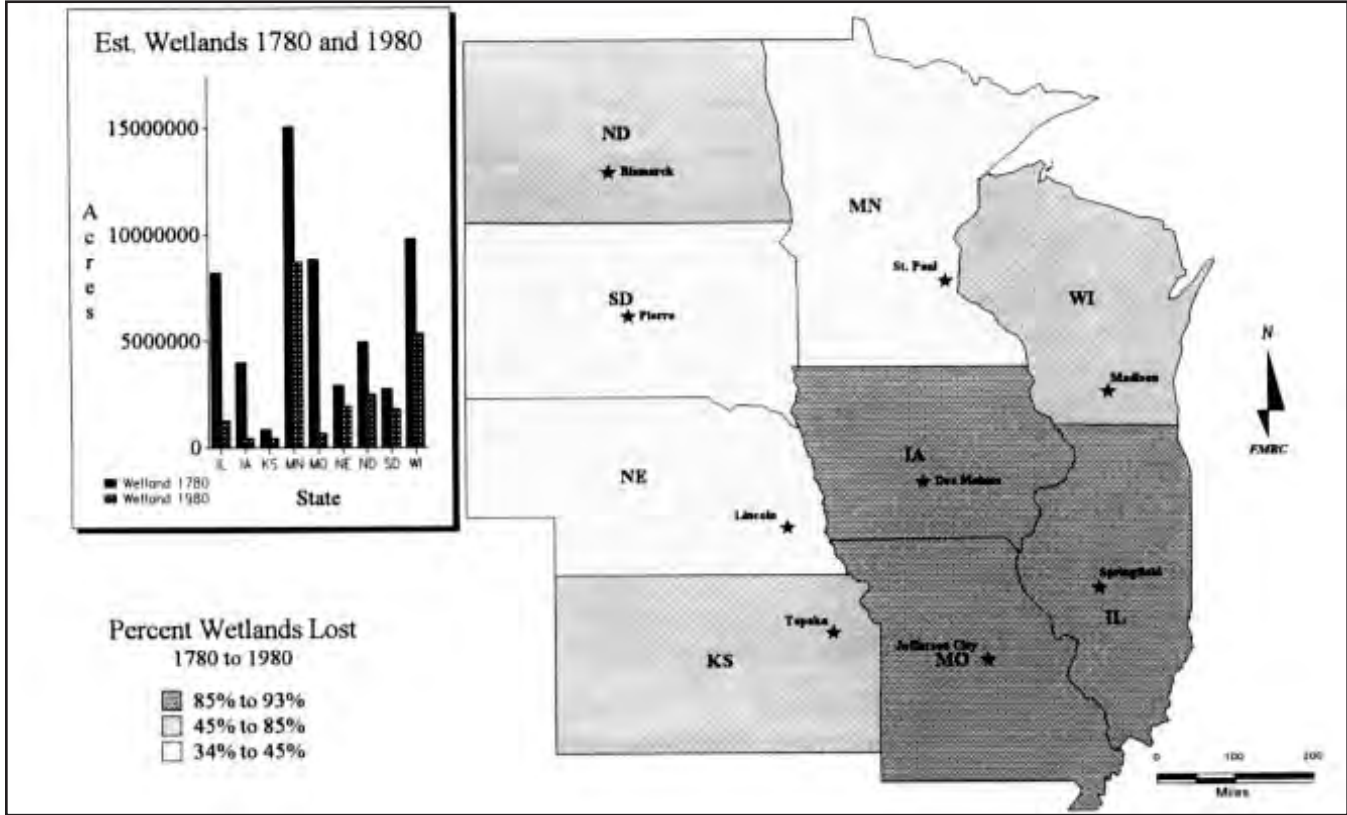 Est. Wetlands 1780 and 1980
15000000
10000000
5000000
0
Acres
IL IA KS MN MO NE ND SD WI
Wetland 1780
Wetland 1980
State
Percent Wetlands Lost
1780 to 1980
85% to 93%
45% to 85%
34% to 45%
ND
Bismarck
MN
St. Paul
SD
Pierre
WI
Madison
N
FMRC
IA
Des Moines
NE
Lincoln
Springfield
IL
Topeka
KS
Jefferson City
MO
0 100 200
Miles